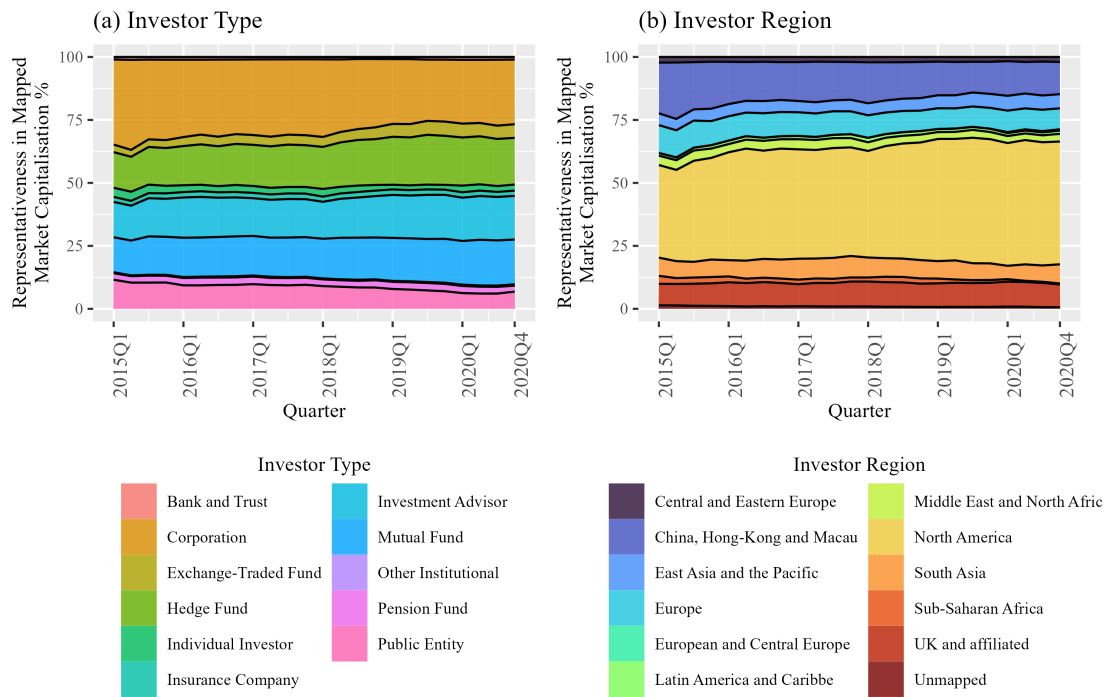 (a) Investor Type
Representativeness in Mapped
Market Capitalisation %
100
75
50
25
0
2015Q1
2016Q1
2017Q1
2018Q1
2019Q1
2020Q1
2020Q4
Quarter
Investor Type
Bank and Trust
Corporation
Exchange-Traded Fund
Hedge Fund
Individual Investor
Insurance Company
Investment Advisor
Mutual Fund
Other Institutional
Pension Fund
Public Entity
(b) Investor Region
Representativeness in Mapped
Market Capitalisation %
100
75
50
25
0
2015Q1
2016Q1
2017Q1
2018Q1
2019Q1
2020Q1
2020Q4
Quarter
Investor Region
Central and Eastern Europe
China, Hong-Kong and Macau
East Asia and the Pacific
Europe
European and Central Europe
Latin America and Caribbe
Middle East and North Afric
North America
South Asia
Sub-Saharan Africa
UK and affiliated
Unmapped